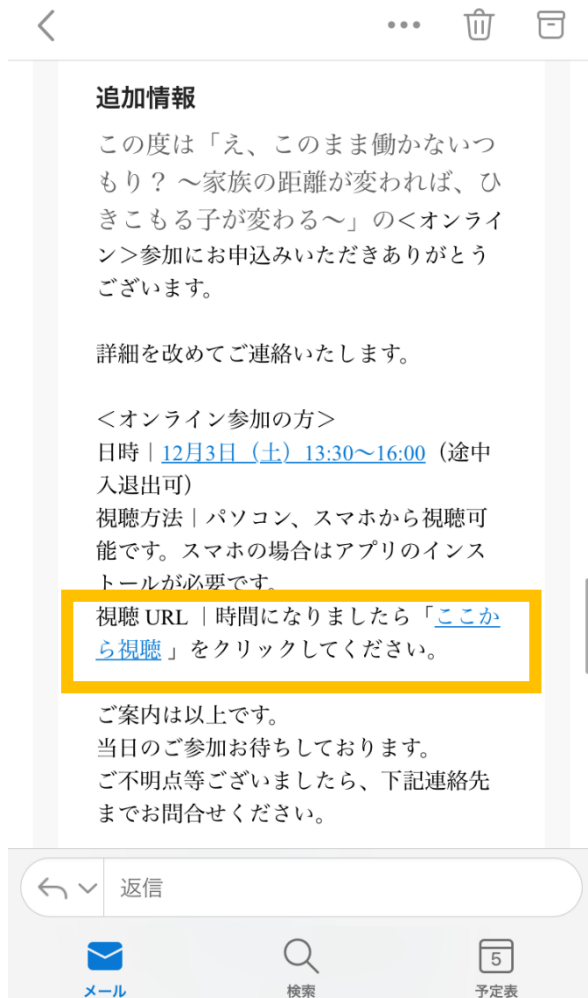 追加情報
この度は「え、このまま働かないつ
もり？ 〜家族の距離が変われば、ひ
きこもる子が変わる〜」の＜オンライ
ン＞参加にお申込みいただきありがとう
ございます。
詳細を改めてご連絡いたします。
＜オンライン参加の方＞
日時｜12月3日（土）13:30〜16:00（途中
入退出可）
視聴方法｜パソコン、スマホから視聴可
能です。スマホの場合はアプリのインス
トールが必要です。
視聴 URL ｜時間になりましたら「ここか
ら視聴 」をクリックしてください。
ご案内は以上です。
当日のご参加お待ちしております。
ご不明点等ございましたら、下記連絡先
までお問合せください。
返信
5
メール 検索 予定表